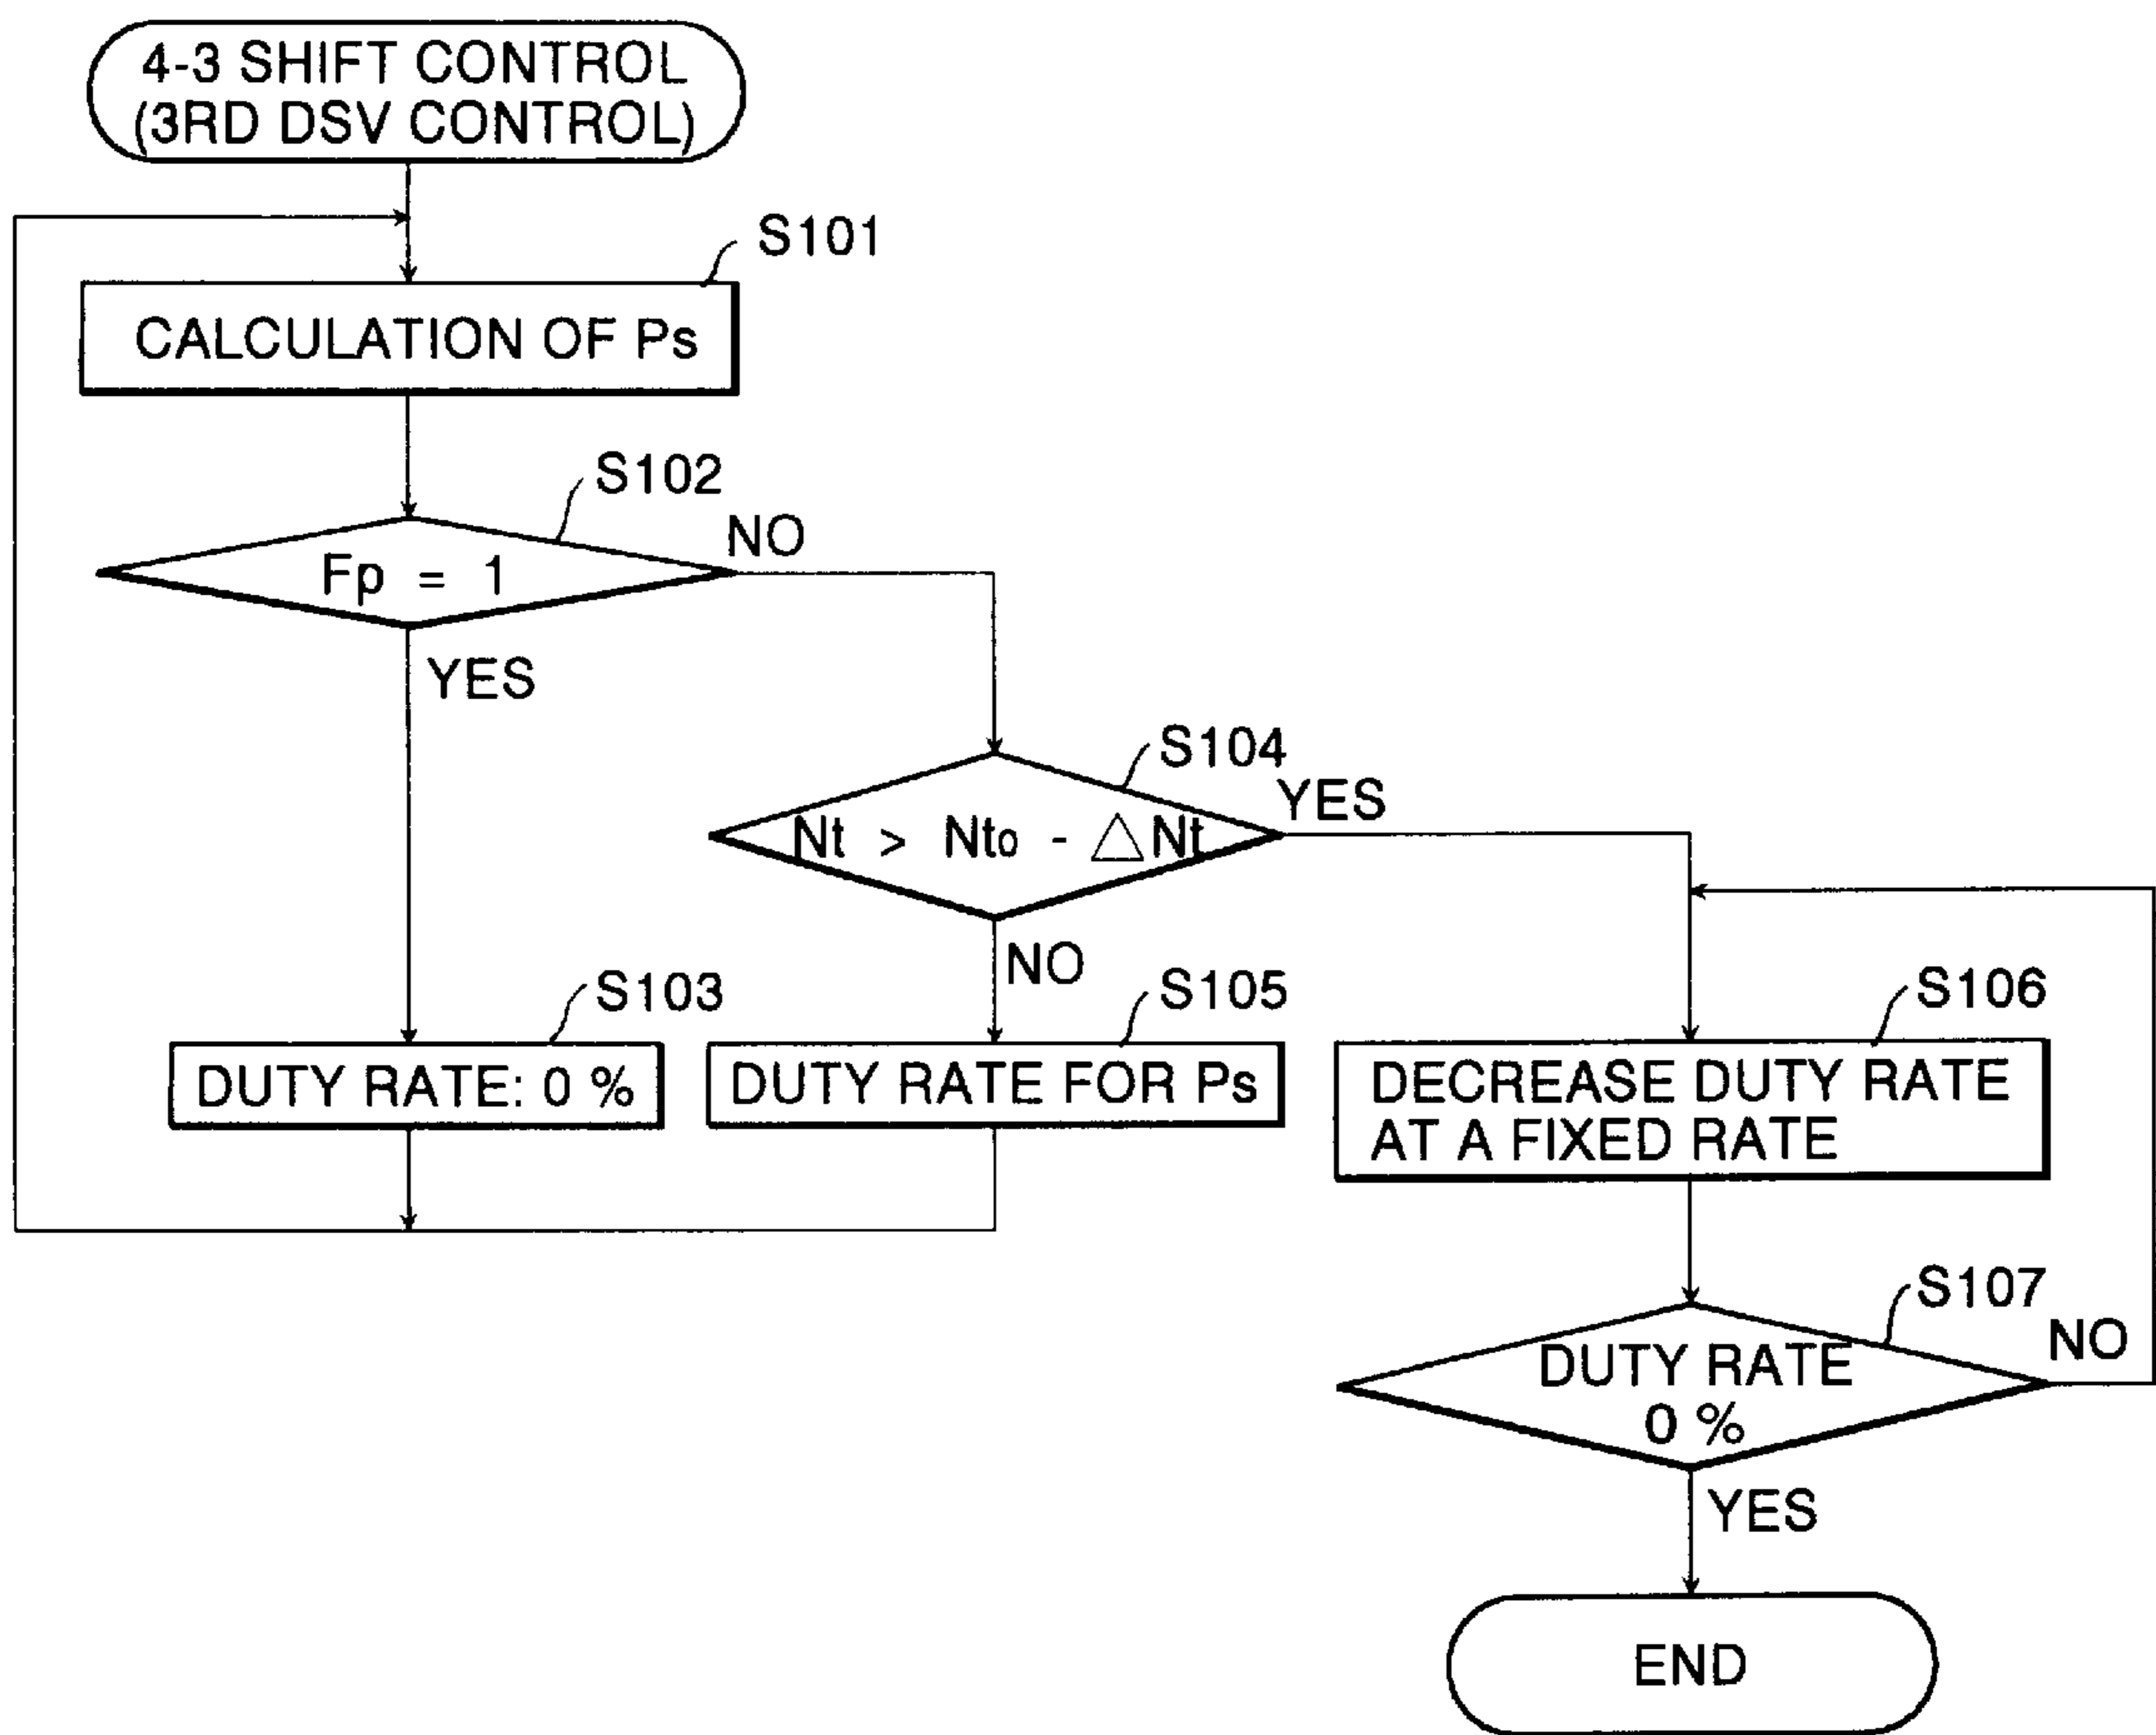 4-3 SHIFT CONTROL
(3RD DSV CONTROL)
S101
CALCULATION OF Ps
S102
NO
Fp = 1
YES
S104
YES
Nt > Nto - △Nt
NO
S103
S105
S106
DUTY RATE: 0 %
DUTY RATE FOR Ps
DECREASE DUTY RATE
AT A FIXED RATE
S107
NO
DUTY RATE
0 %
YES
END